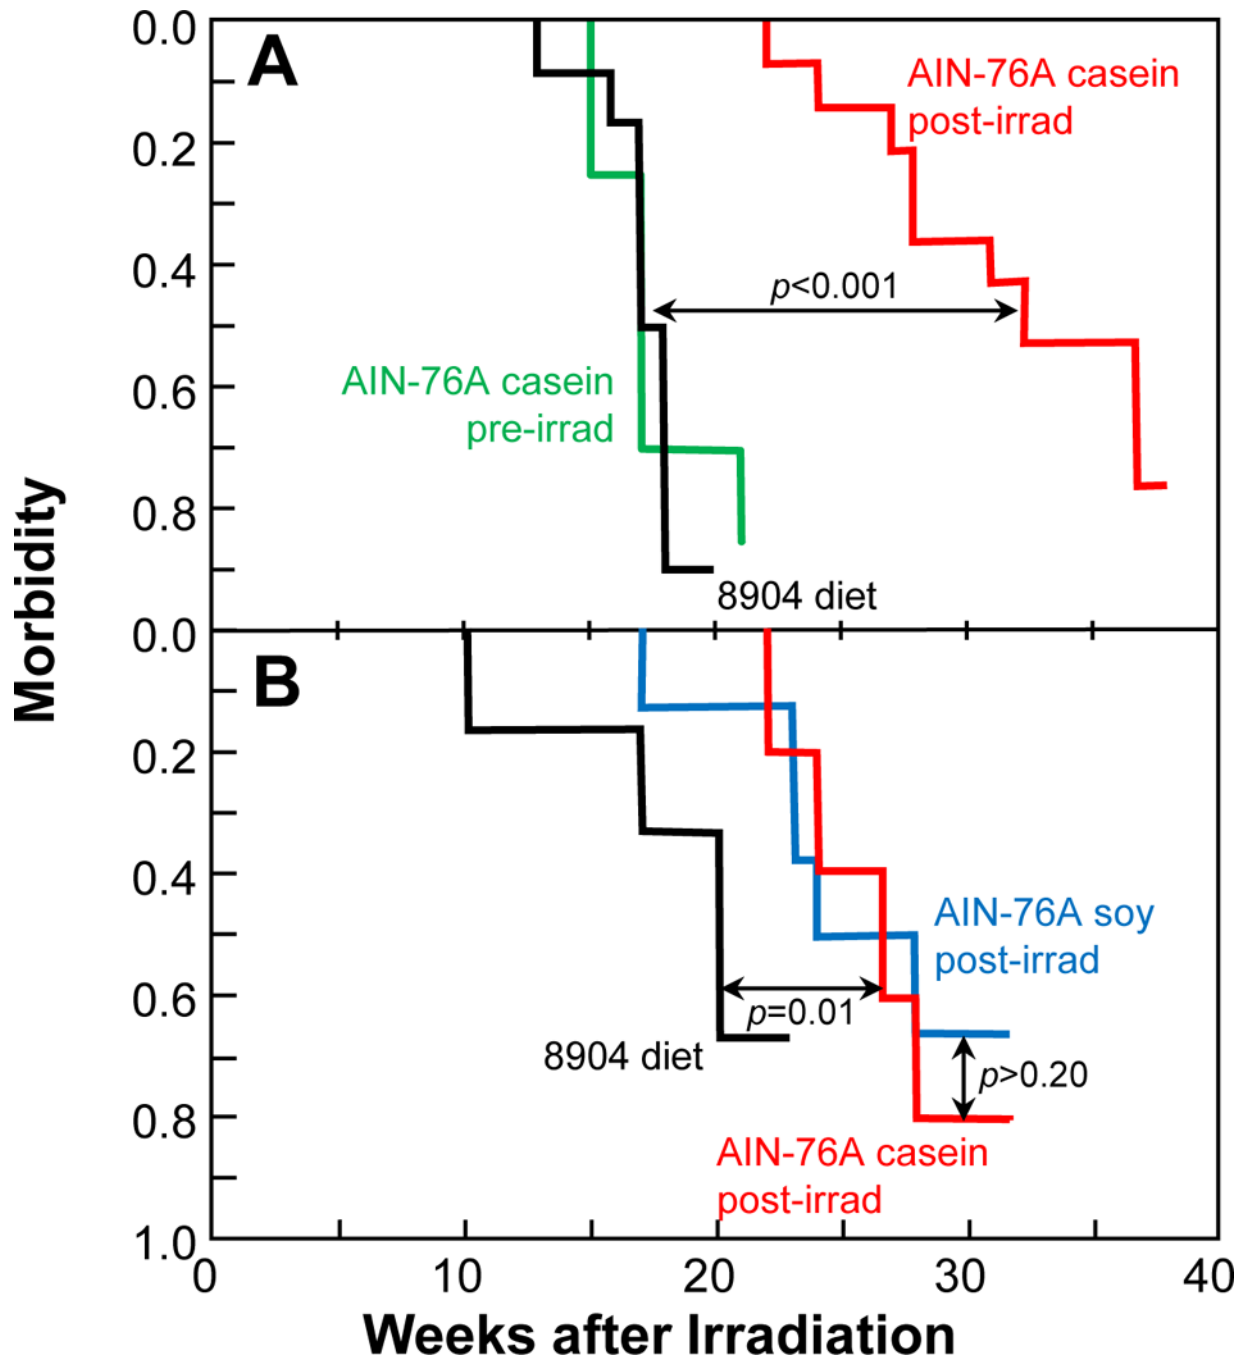 Morbidity
0.0
0.2
0.4
0.6
0.8
A
AIN-76A casein
post-irrad
p<0.001
AIN-76A casein
pre-irrad
8904 diet
0.0
0.2
0.4
0.6
0.8
1.0
B
AIN-76A soy
post-irrad
p=0.01
8904 diet
p>0.20
AIN-76A casein
post-irrad
0 10 20 30 40
Weeks after Irradiation